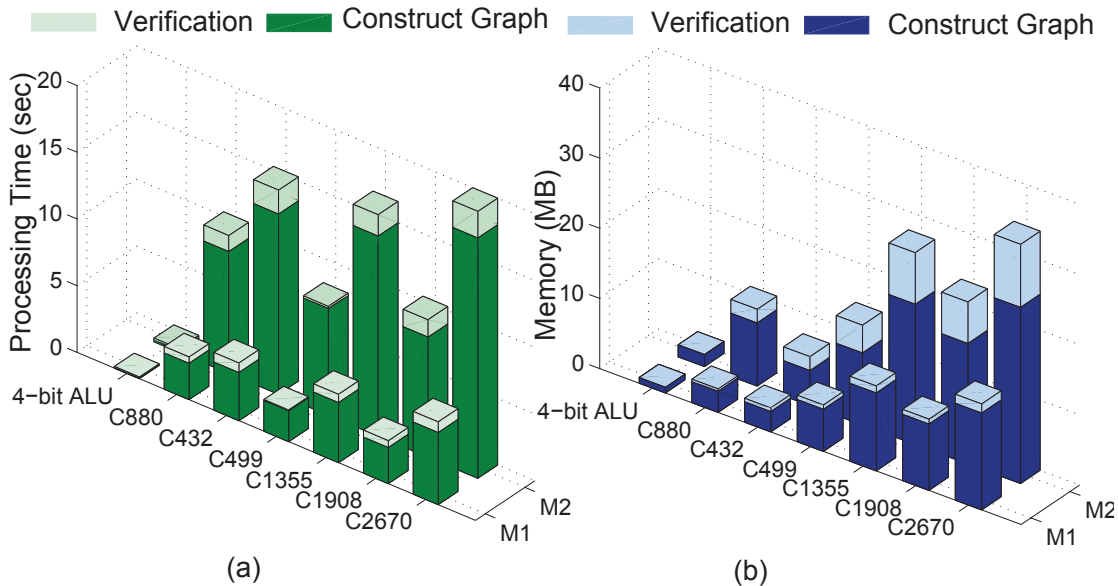 Verification Construct Graph Verification Construct Graph
Processing Time (sec)
20
15
10
5
0
4−bit ALU
C880
C432
C499
C1355
C1908
C2670
M1
M2
(a)
Memory (MB)
40
30
20
10
0
4−bit ALU
C880
C432
C499
C1355
C1908
C2670
M1
M2
(b)